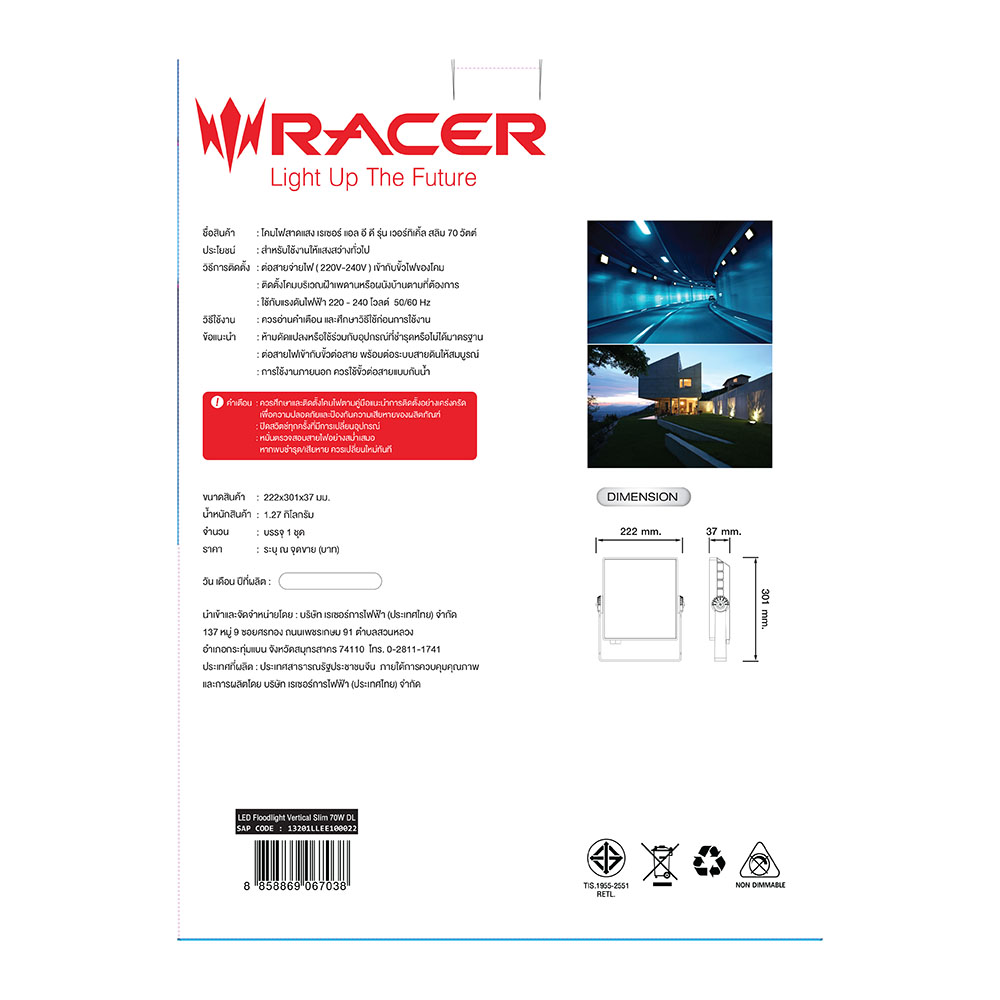 RACER
Light Up The Future
ชื่อสินค้า : โคมไฟสาดแสง เรเซอร์ แอล อี ดี รุ่น เวอร์ทิเคิ้ล สลิม 70 วัตต์
ประโยชน์ : สำหรับใช้งานให้แสงสว่างทั่วไป
วิธีการติดตั้ง : ต่อสายจ่ายไฟ ( 220V-240V ) เข้ากับขั้วไฟของโคม
: ติดตั้งโคมบริเวณฝ้าเพดานหรือผนังบ้านตามที่ต้องการ
: ใช้กับแรงดันไฟฟ้า 220 - 240 โวลต์ 50/60 Hz
วิธีใช้งาน : ควรอ่านคำเตือน และศึกษาวิธีใช้ก่อนการใช้งาน
ข้อแนะนำ : ห้ามดัดแปลงหรือใช้ร่วมกับอุปกรณ์ที่ชำรุดหรือไม่ได้มาตรฐาน
: ต่อสายไฟเข้ากับขั้วต่อสาย พร้อมต่อระบบสายดินให้สมบูรณ์
: การใช้งานภายนอก ควรใช้ขั้วต่อสายแบบกันน้ำ
! คำเตือน : ควรศึกษาและติดตั้งโคมไฟตามคู่มือแนะนำการติดตั้งอย่างเคร่งครัด
เพื่อความปลอดภัยและป้องกันความเสียหายของผลิตภัณฑ์
: ปิดสวิตช์ทุกครั้งที่มีการเปลี่ยนอุปกรณ์
: หมั่นตรวจสอบสายไฟอย่างสม่ำเสมอ
หากพบชำรุด/เสียหาย ควรเปลี่ยนใหม่ทันที
ขนาดสินค้า : 222x301x37 มม.
น้ำหนักสินค้า : 1.27 กิโลกรัม
จำนวน : บรรจุ 1 ชุด
ราคา : ระบุ ณ จุดขาย (บาท)
วัน เดือน ปีที่ผลิต :
นำเข้าและจัดจำหน่ายโดย : บริษัท เรเซอร์การไฟฟ้า (ประเทศไทย) จำกัด
137 หมู่ 9 ซอยศรทอง ถนนเพชรเกษม 91 ตำบลสวนหลวง
อำเภอกระทุ่มแบน จังหวัดสมุทรสาคร 74110 โทร. 0-2811-1741
ประเทศที่ผลิต : ประเทศสาธารณรัฐประชาชนจีน ภายใต้การควบคุมคุณภาพ
และการผลิตโดย บริษัท เรเซอร์การไฟฟ้า (ประเทศไทย) จำกัด
DIMENSION
222 mm.
37 mm.
301 mm.
LED Floodlight Vertical Slim 70W DL
SAP CODE : 13201LLEE100022
8 858869 067038
TIS.1955-2551
RETL.
NON DIMMABLE